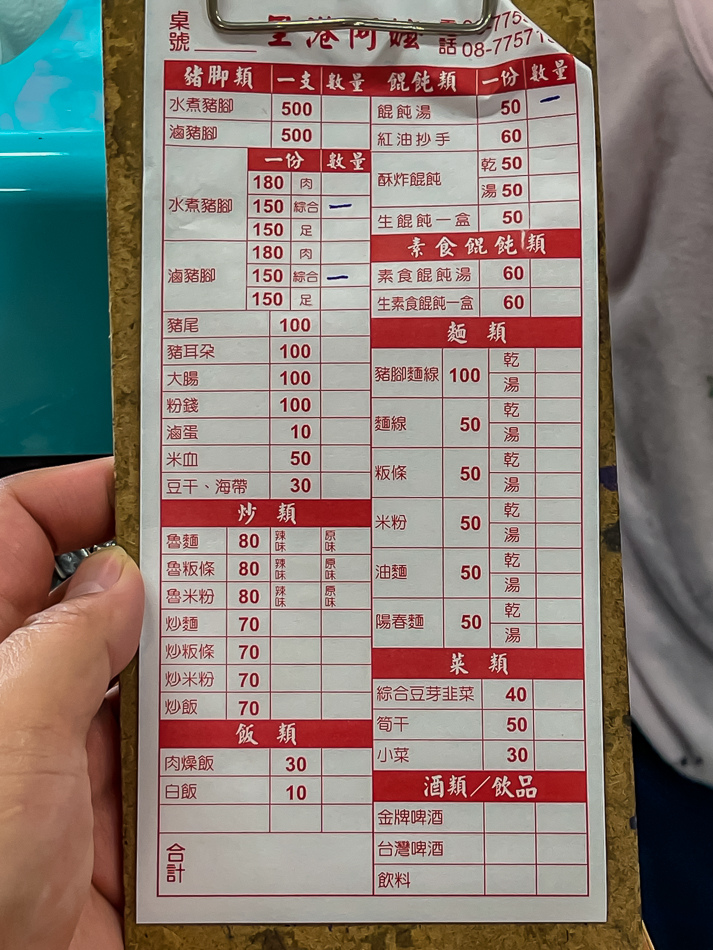 桌號
里港阿嬤
電話 08-7757
豬腳類 一支 數量
水煮豬腳 500
滷豬腳 500
一份 數量
水煮豬腳
180 肉
150 綜合 一
150 足
滷豬腳
180 肉
150 綜合 一
150 足
豬尾 100
豬耳朵 100
大腸 100
粉錢 100
滷蛋 10
米血 50
豆干、海帶 30
炒類
魯麵 80 辣味 原味
魯粄條 80 辣味 原味
魯米粉 80 辣味 原味
炒麵 70
炒粄條 70
炒米粉 70
炒飯 70
飯類
肉燥飯 30
白飯 10
合計
餛飩類 一份 數量
餛飩湯 50 一
紅油抄手 60
酥炸餛飩
乾 50
湯 50
生餛飩一盒 50
素食餛飩類
素食餛飩湯 60
生素食餛飩一盒 60
麵類
豬腳麵線 100 乾
湯
麵線 50 乾
湯
粄條 50 乾
湯
米粉 50 乾
湯
油麵 50 乾
湯
陽春麵 50 乾
湯
菜類
綜合豆芽韭菜 40
筍干 50
小菜 30
酒類／飲品
金牌啤酒
台灣啤酒
飲料